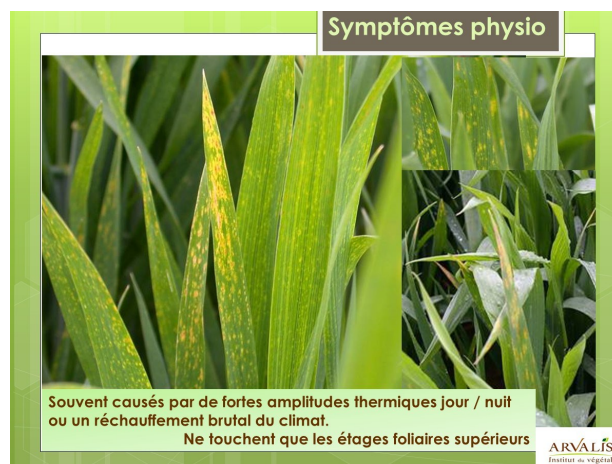 Symptômes physio
Souvent causés par de fortes amplitudes thermiques jour / nuit
ou un réchauffement brutal du climat.
Ne touchent que les étages foliaires supérieurs
ARVALIS
Institut du végétal